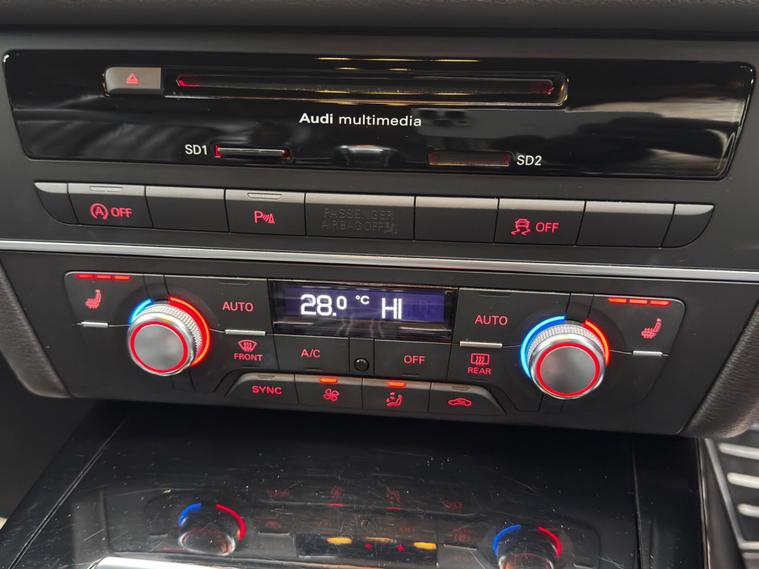 Audi multimedia
SD1
SD2
A OFF
P
PASSENGER
AIRBAG OFF
OFF
28.0 °C HI
AUTO
AUTO
FRONT
A/C
OFF
REAR
SYNC